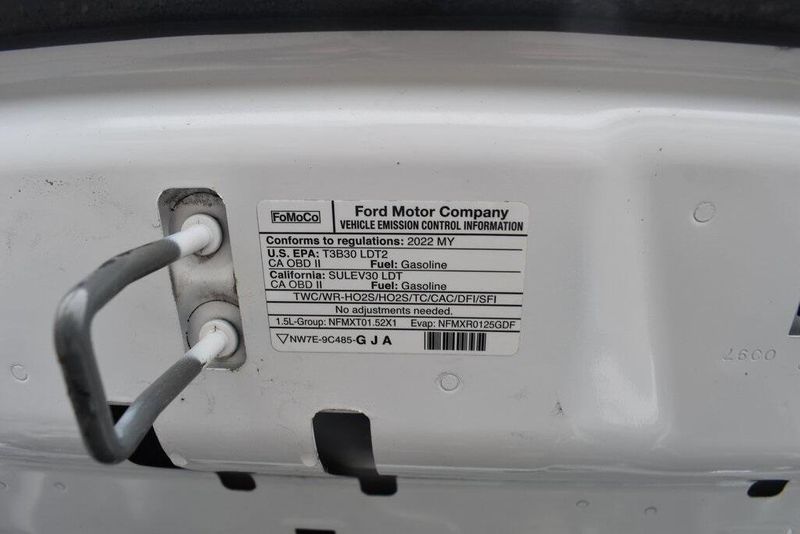 FoMoCo
Ford Motor Company
VEHICLE EMISSION CONTROL INFORMATION
Conforms to regulations: 2022 MY
U.S. EPA: T3B30 LDT2
CA OBD II Fuel: Gasoline
California: SULEV30 LDT
CA OBD II Fuel: Gasoline
TWC/WR-HO2S/HO2S/TC/CAC/DFI/SFI
No adjustments needed.
1.5L-Group: NFMXT01.52X1 Evap: NFMXR0125GDF
▽NW7E-9C485-G J A